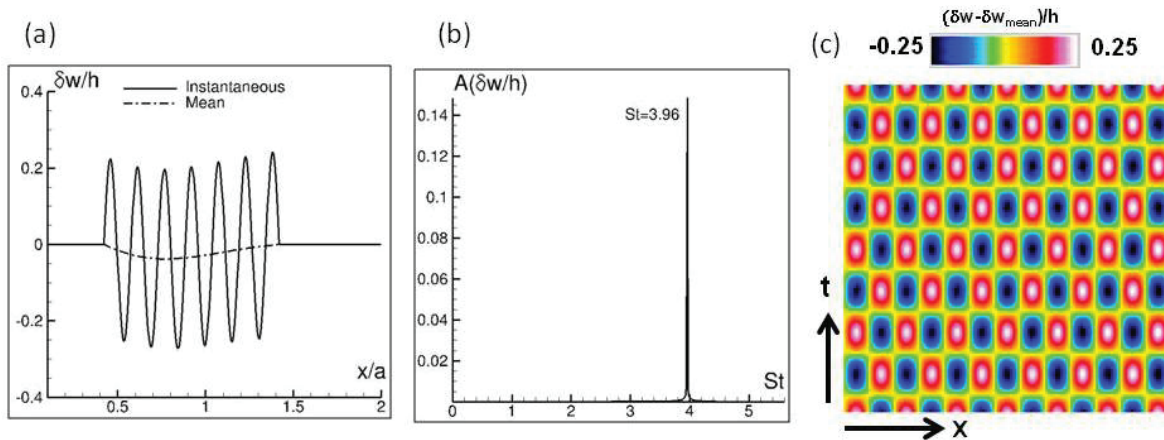 (a)
δw/h
0.4
Instantaneous
Mean
0.2
0
-0.2
x/a
-0.4
0.5
1
1.5
2
(b)
A(δw/h)
0.14
St=3.96
0.12
0.1
0.08
0.06
0.04
0.02
St
0
1
2
3
4
5
(c)
(δw-δwmean)/h
-0.25
0.25
t
x